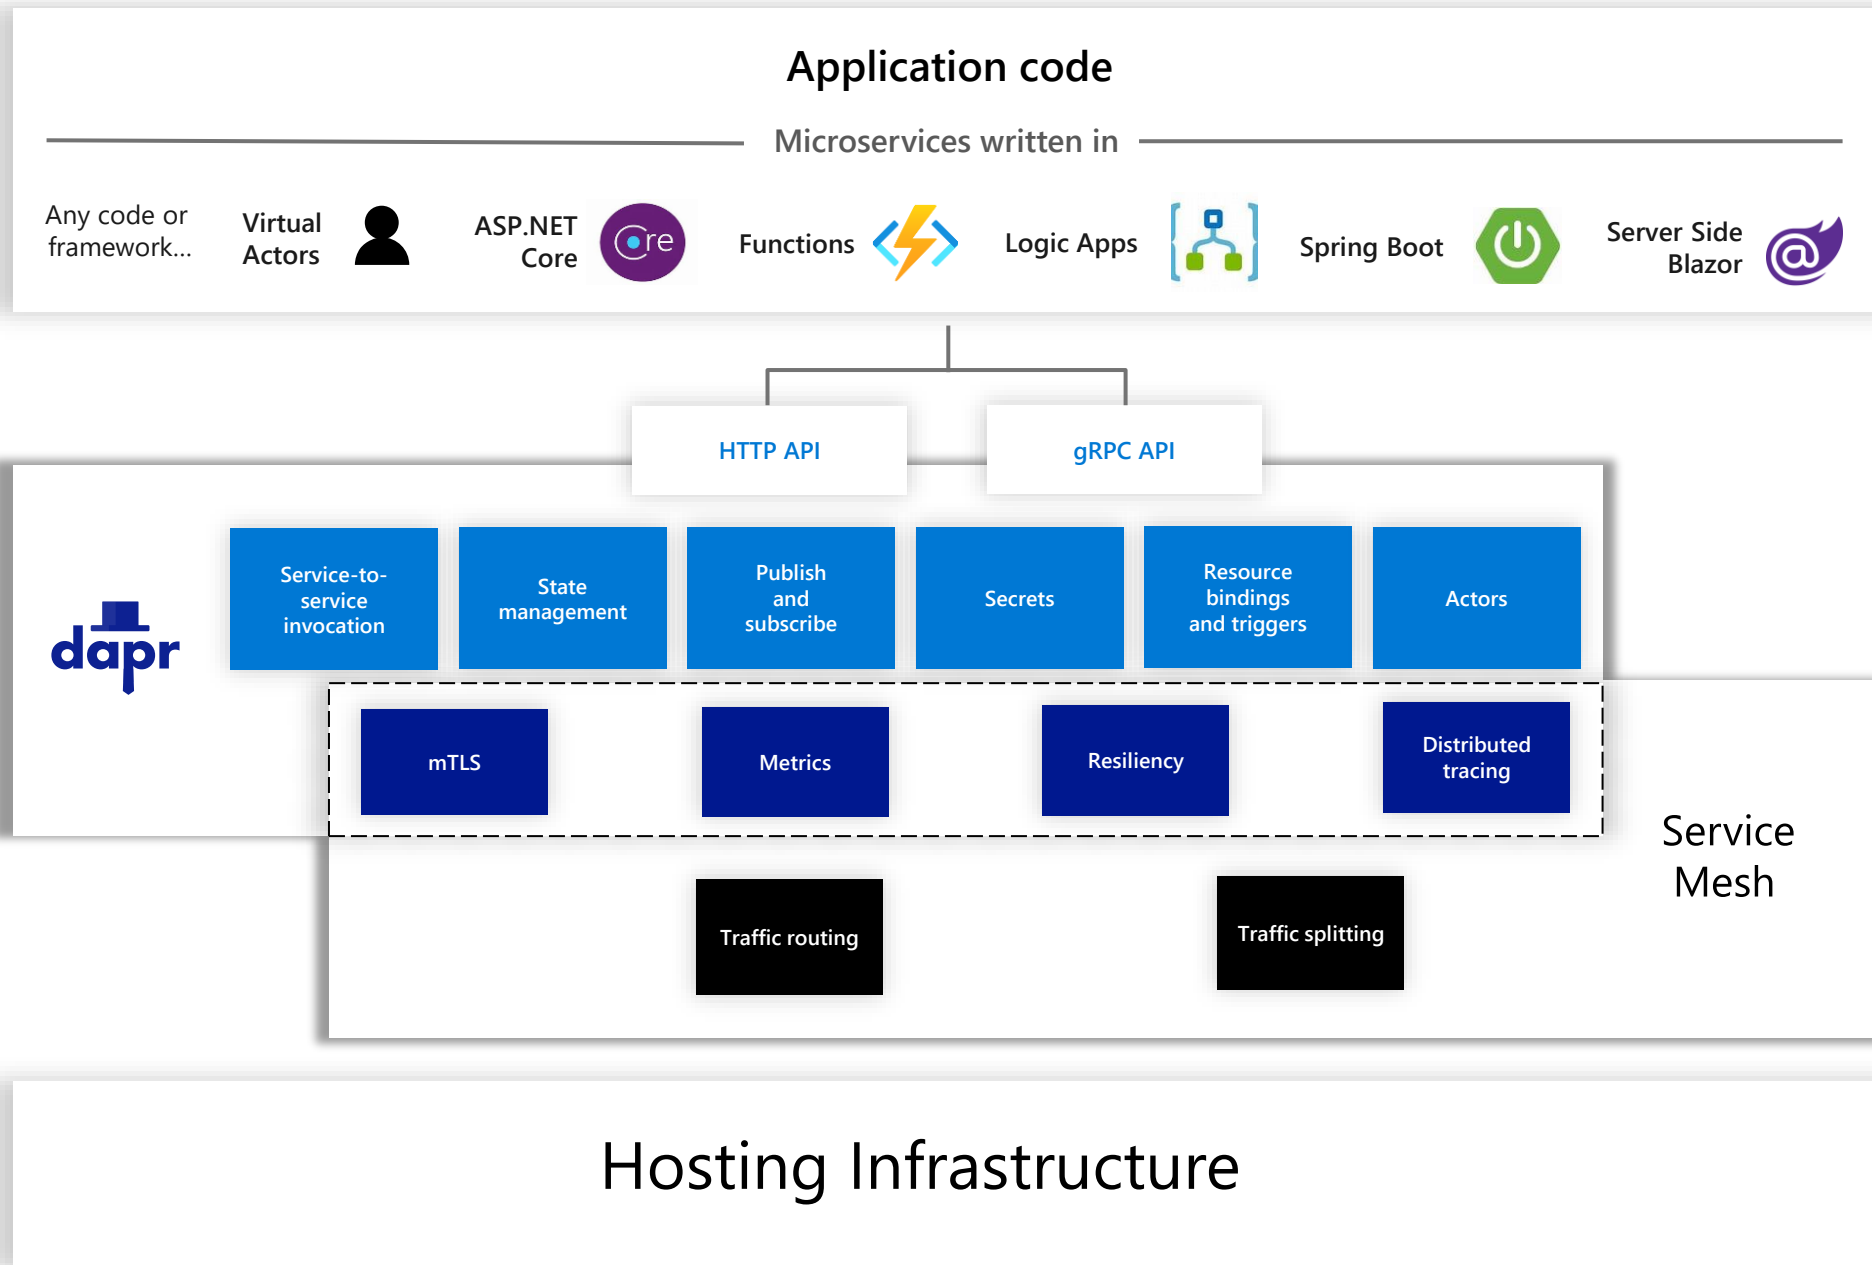 Application code
Microservices written in
Any code or
framework...
Virtual
Actors
ASP.NET
Core
Core
Functions
Logic Apps
Spring Boot
Server Side
Blazor
@
HTTP API
gRPC API
dapr
Service-to-
service
invocation
State
management
Publish
and
subscribe
Secrets
Resource
bindings
and triggers
Actors
mTLS
Metrics
Resiliency
Distributed
tracing
Service
Mesh
Traffic routing
Traffic splitting
Hosting Infrastructure